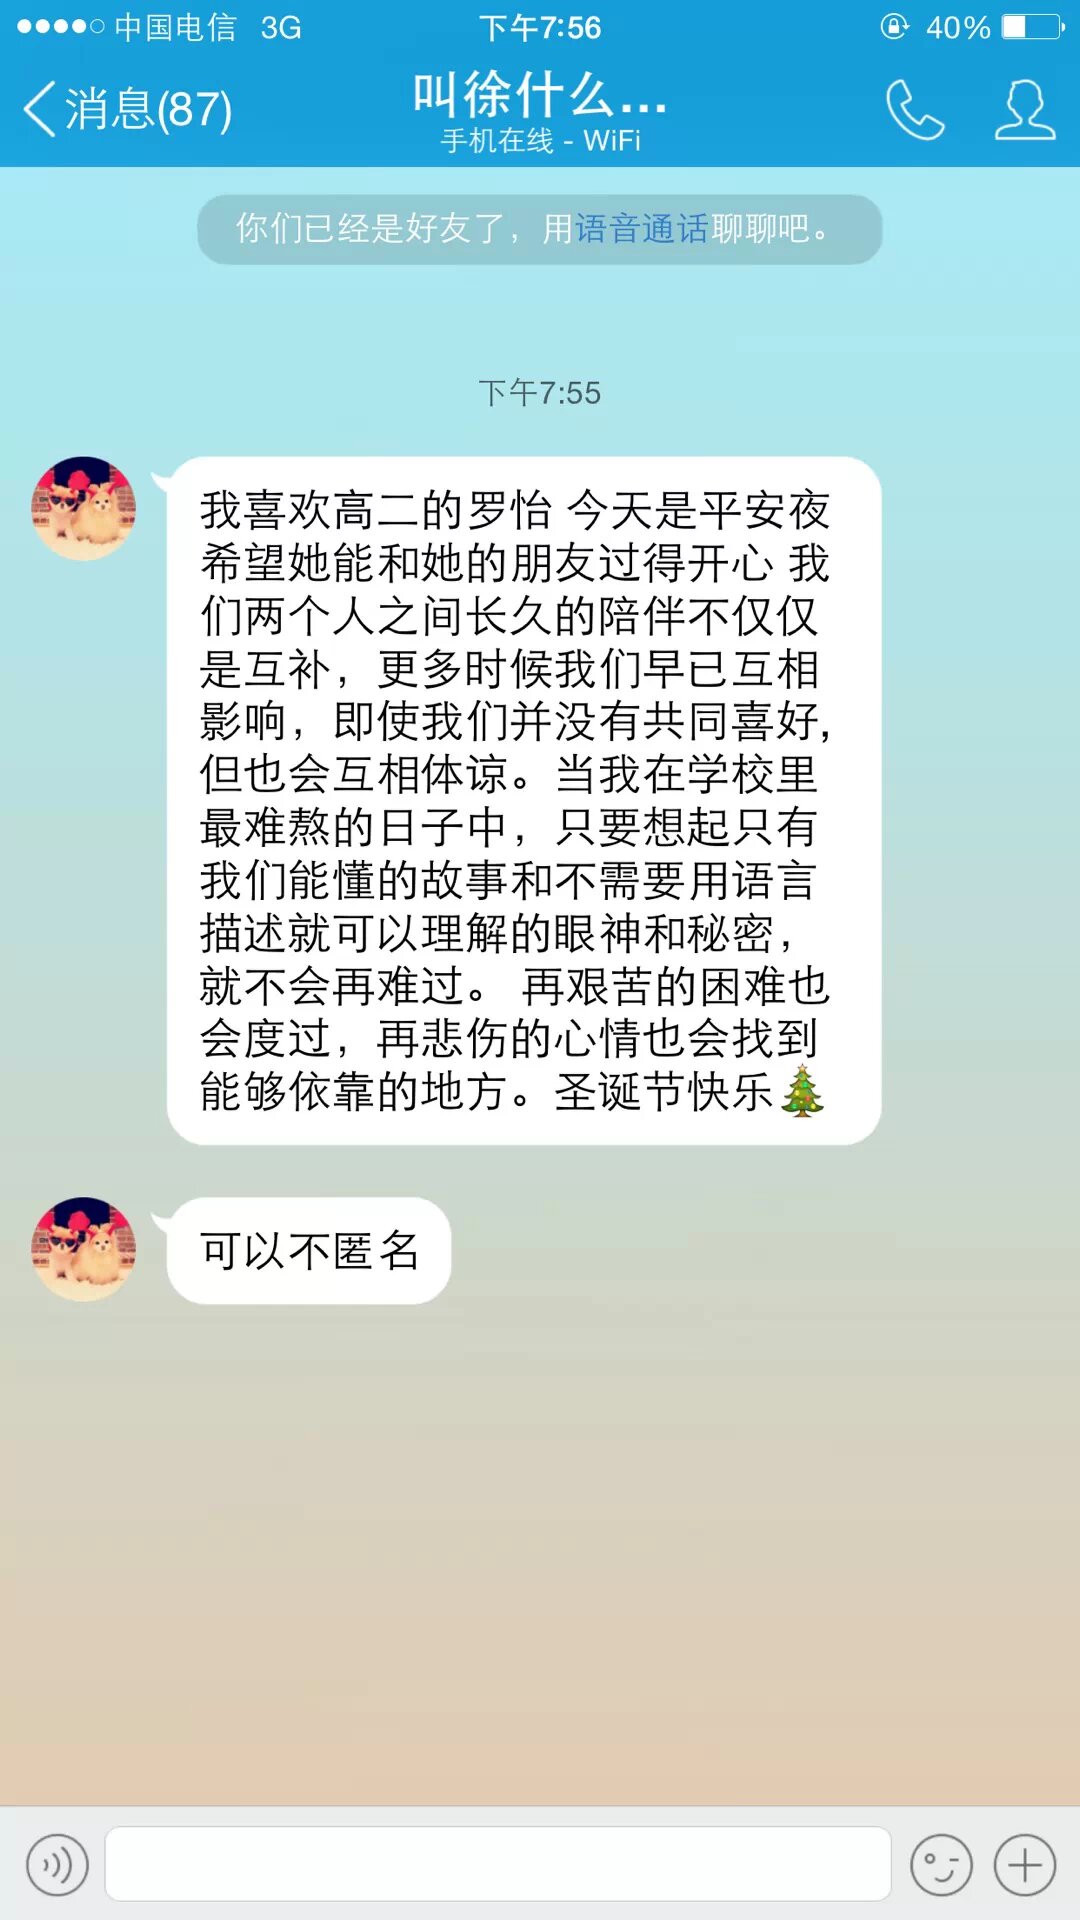 中国电信 3G 下午7:56 40%
消息(87) 叫徐什么...
手机在线 - WiFi
你们已经是好友了，用语音通话聊聊吧。
下午7:55
我喜欢高二的罗怡 今天是平安夜
希望她能和她的朋友过得开心 我
们两个人之间长久的陪伴不仅仅
是互补，更多时候我们早已互相
影响，即使我们并没有共同喜好，
但也会互相体谅。当我在学校里
最难熬的日子中，只要想起只有
我们能懂的故事和不需要用语言
描述就可以理解的眼神和秘密，
就不会再难过。 再艰苦的困难也
会度过，再悲伤的心情也会找到
能够依靠的地方。圣诞节快乐🎄
可以不匿名